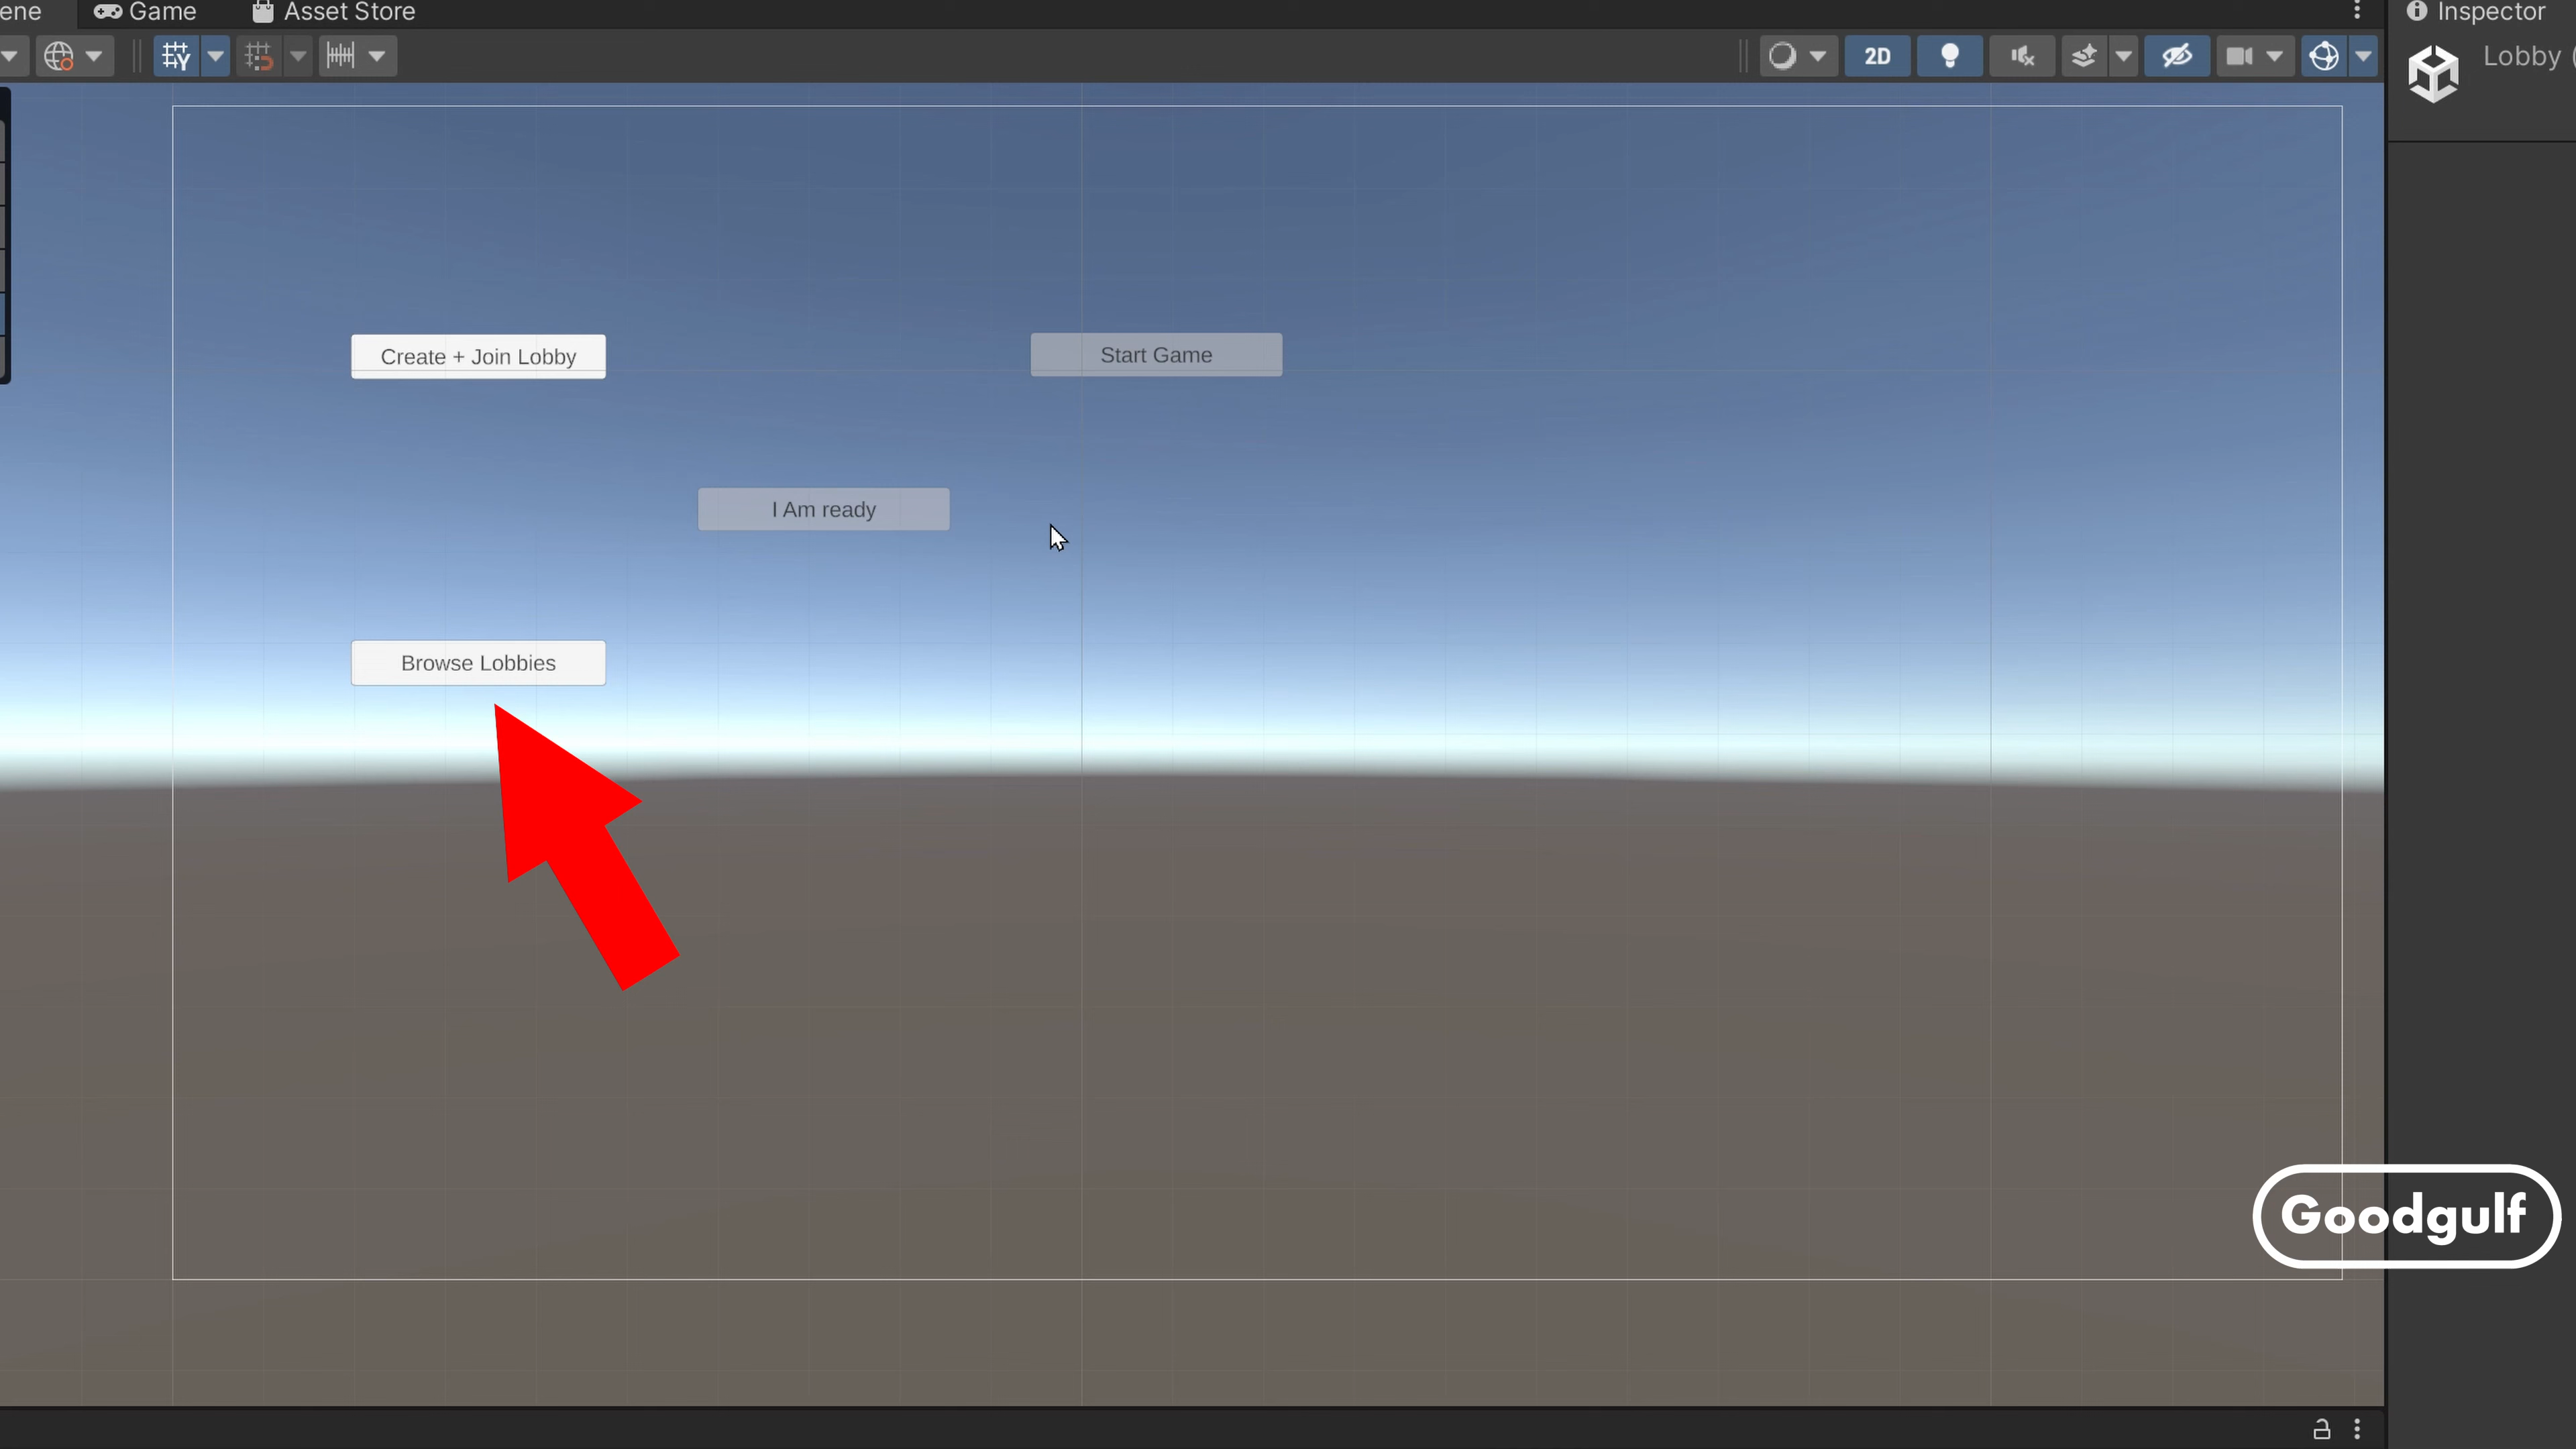 ene
Game
Asset Store
Inspector
2D
Lobby (
Create + Join Lobby
Start Game
I Am ready
Browse Lobbies
Goodgulf